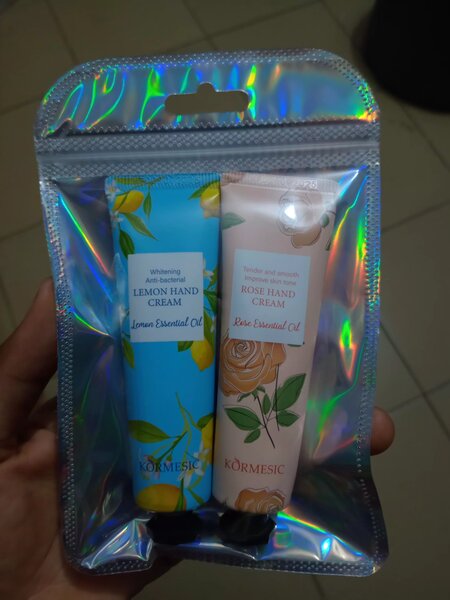 Whitening
Anti-bacterial
LEMON HAND
CREAM
Lemon Essential Oil
KORMESIC
Tender and smooth
Improve skin tone
ROSE HAND
CREAM
Rose Essential Oil
KORMESIC